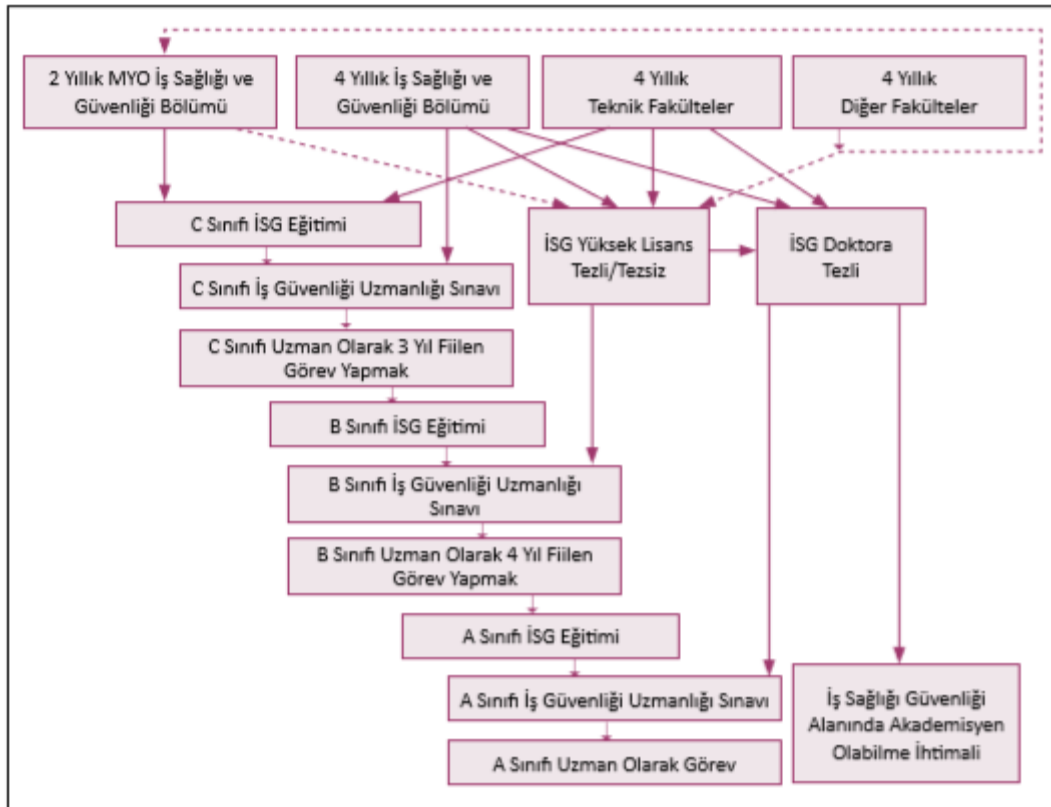 2 Yıllık MYO İş Sağlığı ve
Güvenliği Bölümü
4 Yıllık İş Sağlığı ve
Güvenliği Bölümü
4 Yıllık
Teknik Fakülteler
4 Yıllık
Diğer Fakülteler
C Sınıfı İSG Eğitimi
İSG Yüksek Lisans
Tezli/Tezsiz
İSG Doktora
Tezli
C Sınıfı İş Güvenliği Uzmanlığı Sınavı
C Sınıfı Uzman Olarak 3 Yıl Fiilen
Görev Yapmak
B Sınıfı İSG Eğitimi
B Sınıfı İş Güvenliği Uzmanlığı
Sınavı
B Sınıfı Uzman Olarak 4 Yıl Fiilen
Görev Yapmak
A Sınıfı İSG Eğitimi
A Sınıfı İş Güvenliği Uzmanlığı Sınavı
İş Sağlığı Güvenliği
Alanında Akademisyen
Olabilme İhtimali
A Sınıfı Uzman Olarak Görev